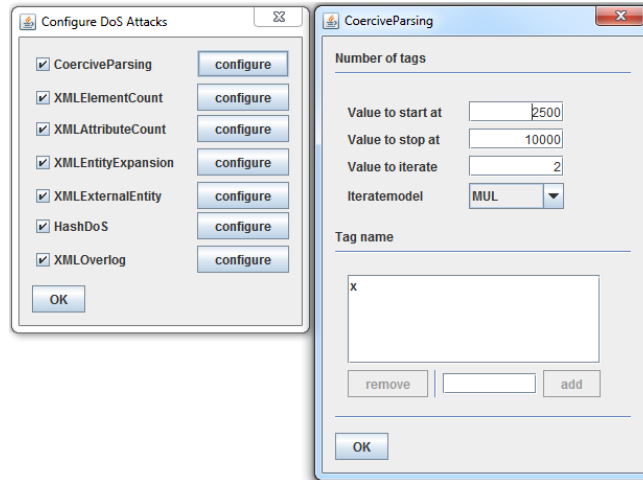 Configure DoS Attacks
CoerciveParsing configure
XMLElementCount configure
XMLAttributeCount configure
XMLEntityExpansion configure
XMLExternalEntity configure
HashDoS configure
XMLOverlog configure
OK
CoerciveParsing
Number of tags
Value to start at 2500
Value to stop at 10000
Value to iterate 2
Iteratemodel MUL
Tag name
x
remove add
OK